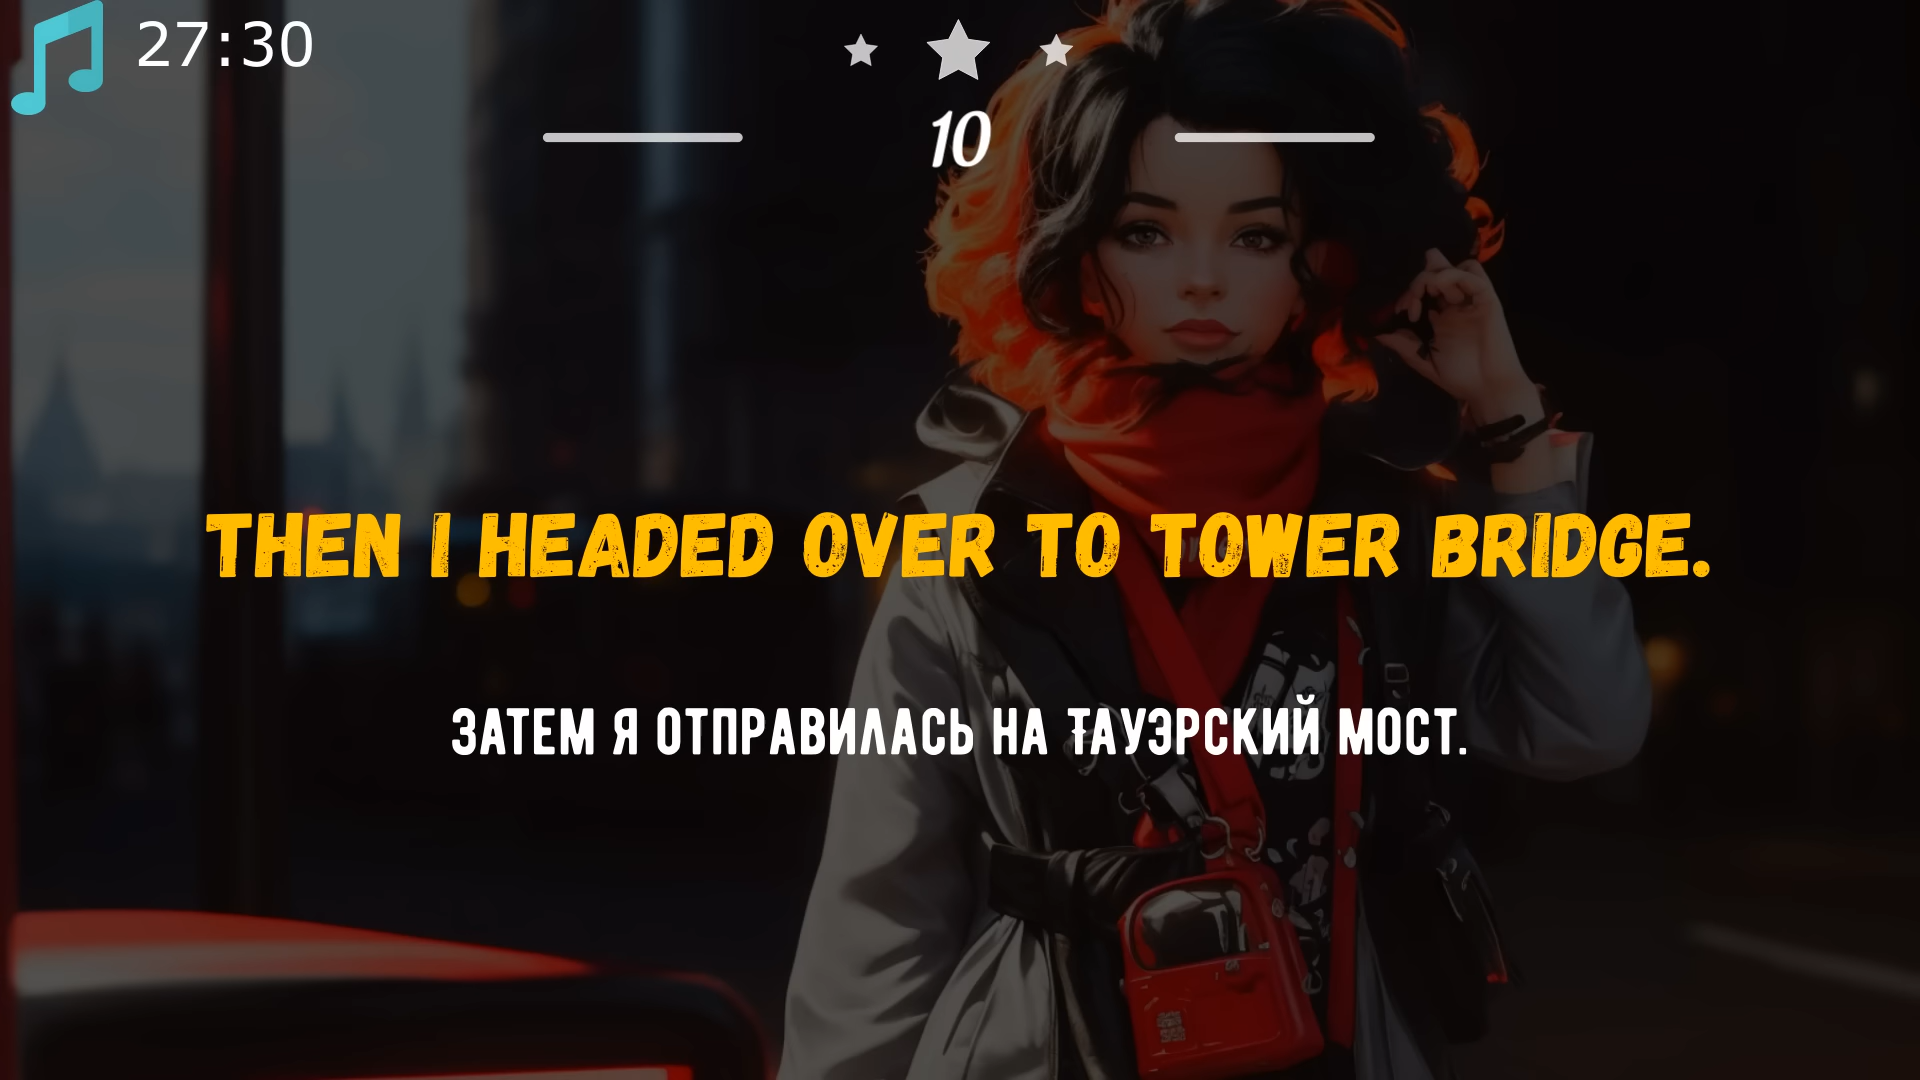 27:30
10
THEN I HEADED OVER TO TOWER BRIDGE.
ЗАТЕМ Я ОТПРАВИЛАСЬ НА ТАУЭРСКИЙ МОСТ.